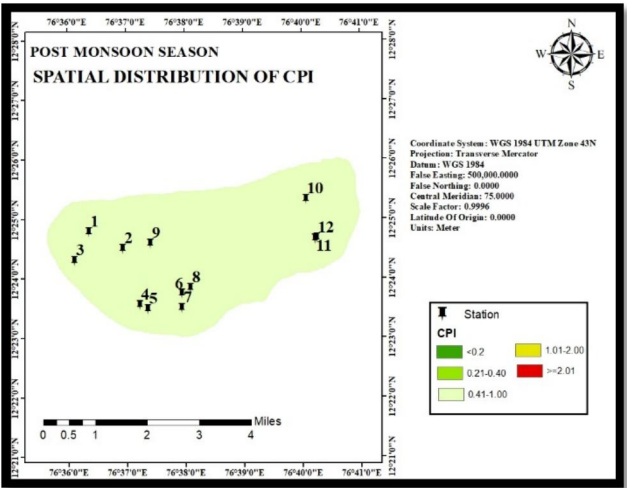 76°36'0"E 76°37'0"E 76°38'0"E 76°39'0"E 76°40'0"E 76°41'0"E
POST MONSOON SEASON
SPATIAL DISTRIBUTION OF CPI
N
W E
S
12°28'0"N 12°28'0"N
12°27'0"N 12°27'0"N
12°26'0"N 12°26'0"N
12°25'0"N 12°25'0"N
12°24'0"N 12°24'0"N
12°23'0"N 12°23'0"N
12°22'0"N 12°22'0"N
12°21'0"N 12°21'0"N
Coordinate System: WGS 1984 UTM Zone 43N
Projection: Transverse Mercator
Datum: WGS 1984
False Easting: 500,000.0000
False Northing: 0.0000
Central Meridian: 75.0000
Scale Factor: 0.9996
Latitude Of Origin: 0.0000
Units: Meter
10
1
2
9
12
11
3
6
8
4
5
7
Station
CPI
<0.2
1.01-2.00
0.21-0.40
>=2.01
0.41-1.00
Miles
0 0.5 1 2 3 4
76°36'0"E 76°37'0"E 76°38'0"E 76°39'0"E 76°40'0"E 76°41'0"E